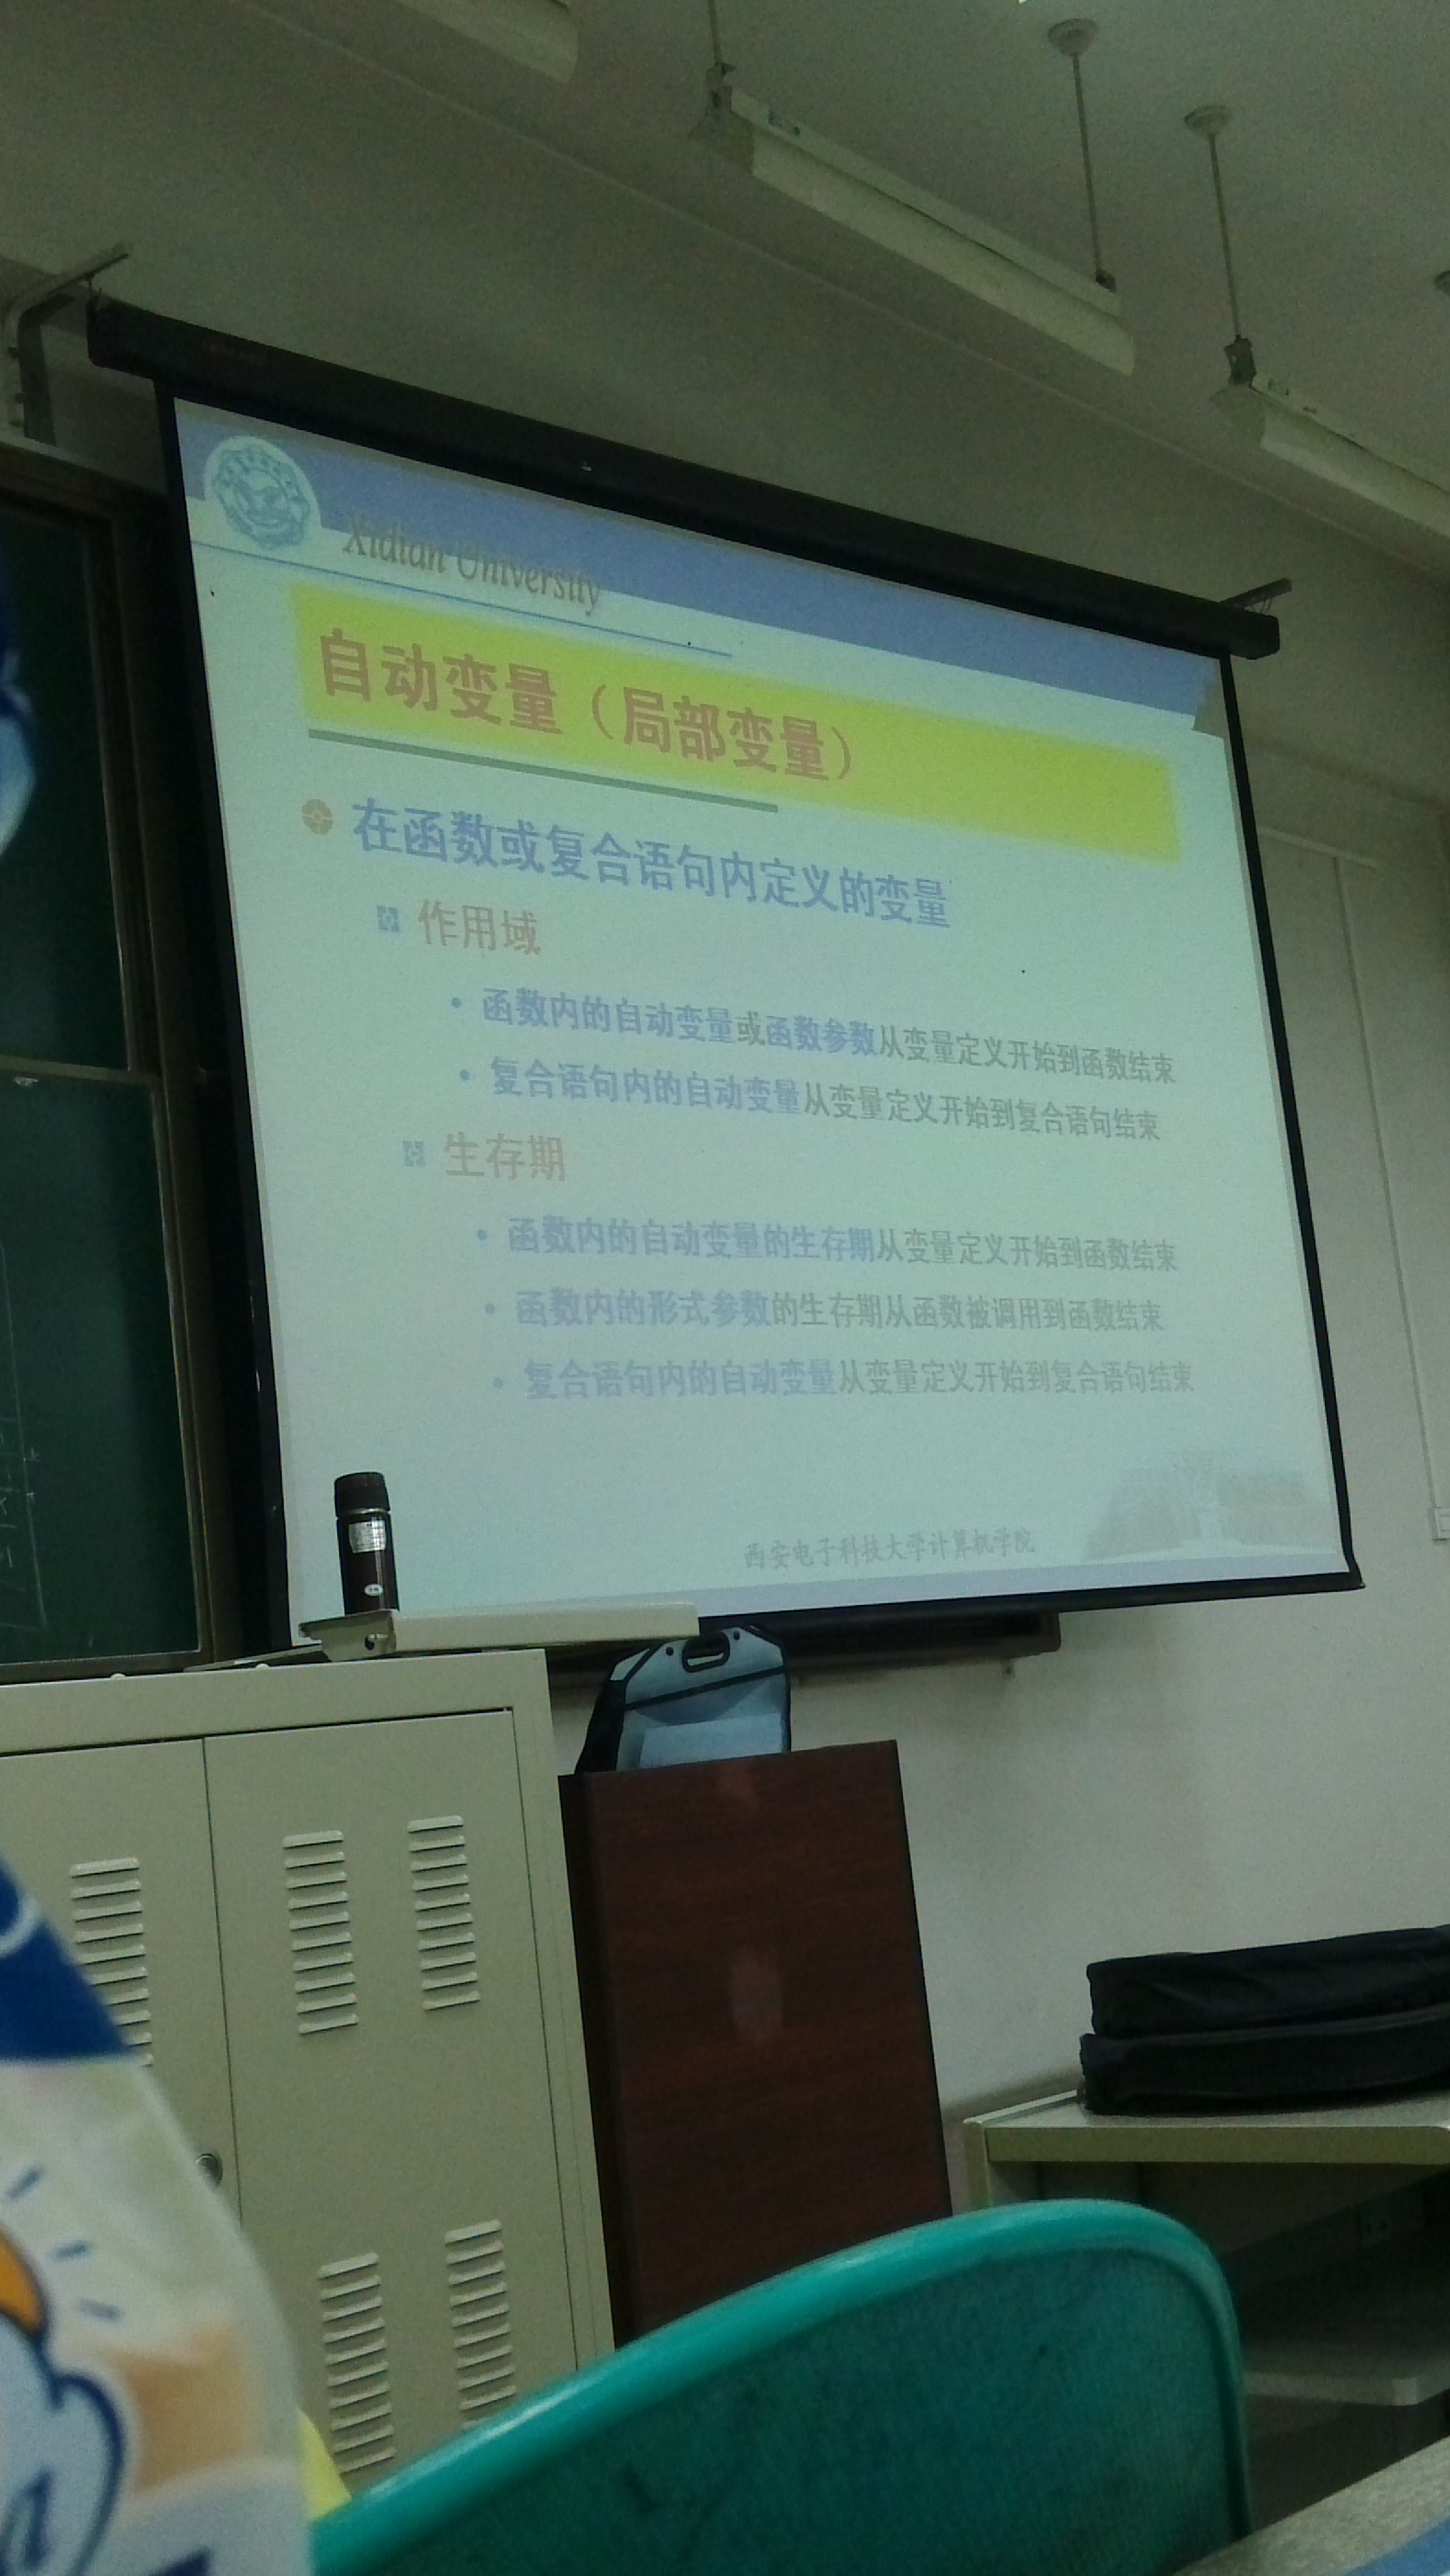 Xidian University
自动变量（局部变量）
在函数或复合语句内定义的变量
作用域
• 函数内的自动变量或函数参数从变量定义开始到函数结束
• 复合语句内的自动变量从变量定义开始到复合语句结束
生存期
• 函数内的自动变量的生存期从变量定义开始到函数结束
• 函数内的形式参数的生存期从函数被调用到函数结束
• 复合语句内的自动变量从变量定义开始到复合语句结束
西安电子科技大学计算机学院